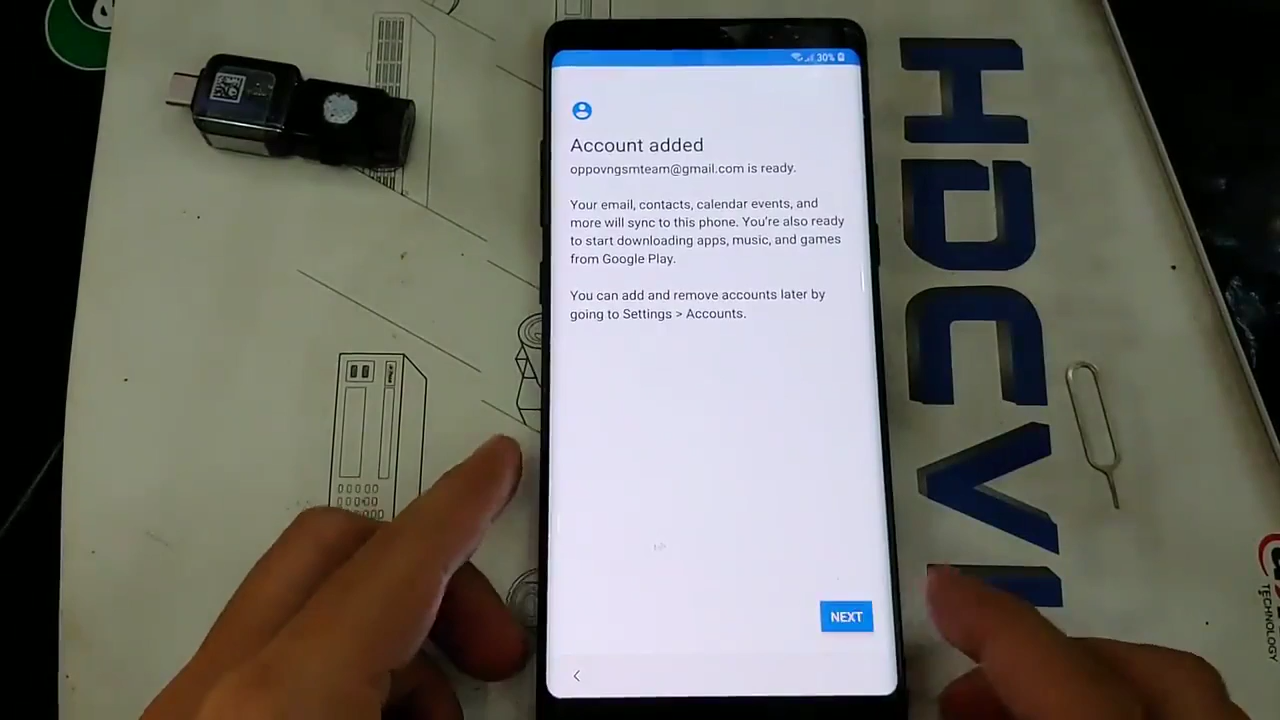 30%
Account added
oppovngsmteam@gmail.com is ready.
Your email, contacts, calendar events, and
more will sync to this phone. You're also ready
to start downloading apps, music, and games
from Google Play.
You can add and remove accounts later by
going to Settings > Accounts.
NEXT
HDCVI
TECHNOLOGY